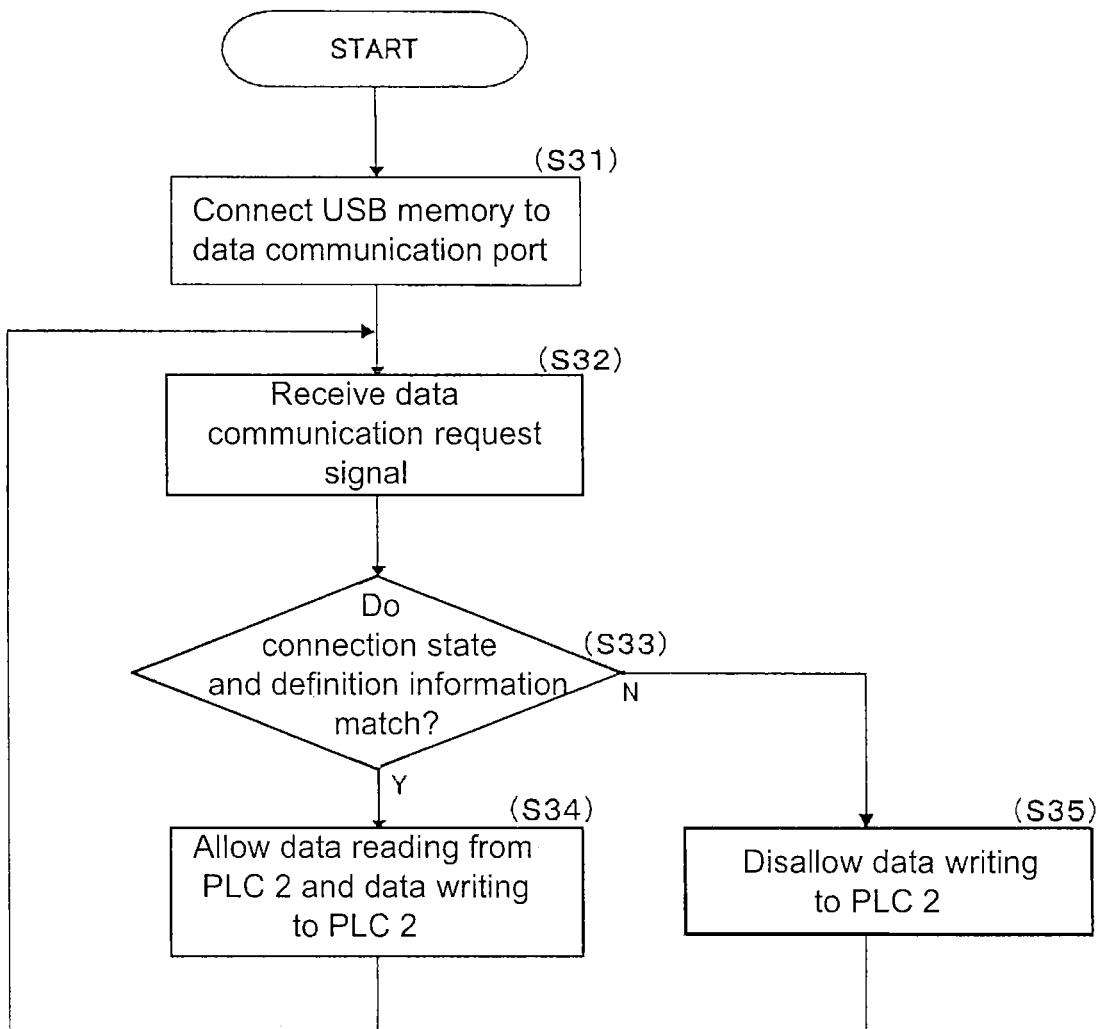 START
(S31)
Connect USB memory to
data communication port
(S32)
Receive data
communication request
signal
Do
connection state
and definition information
match?
(S33)
N
Y
(S34)
Allow data reading from
PLC 2 and data writing
to PLC 2
(S35)
Disallow data writing
to PLC 2